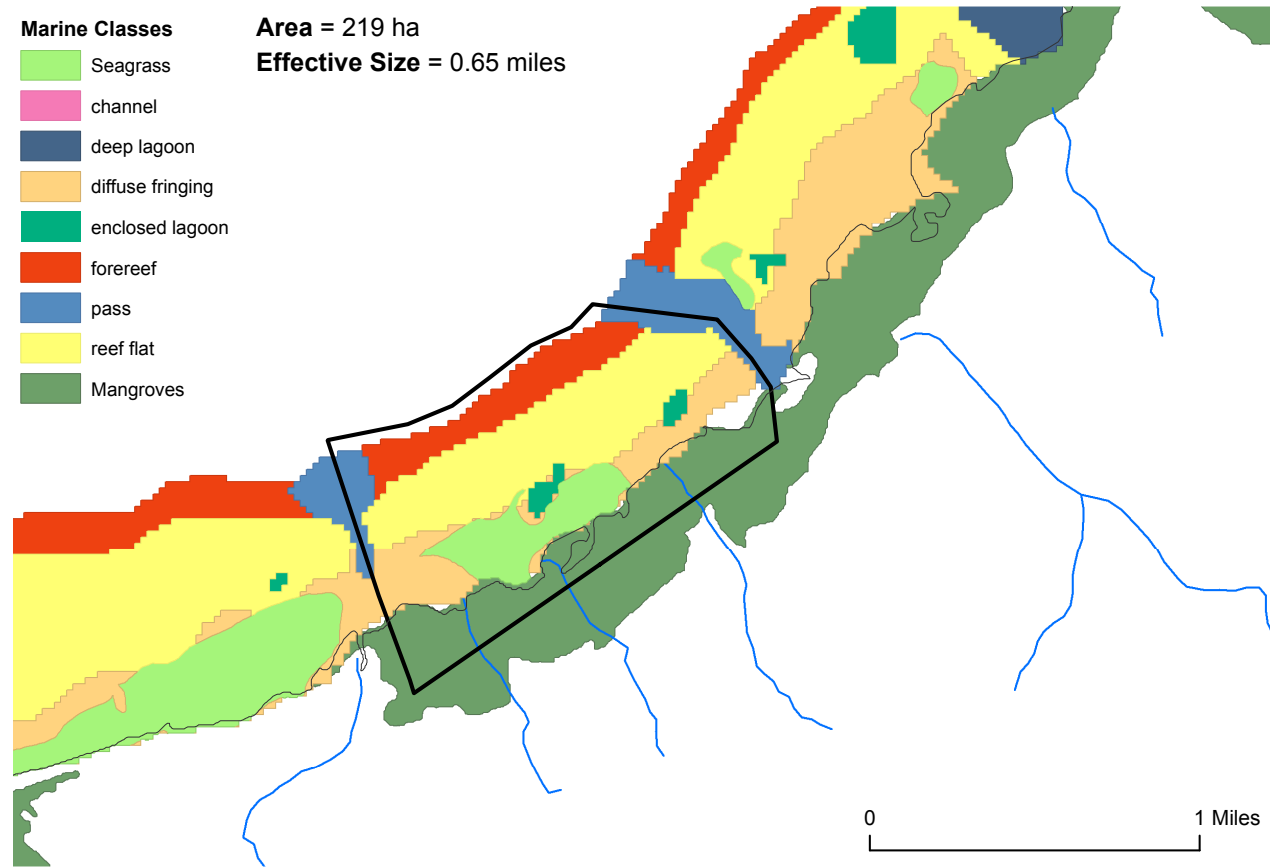 Marine Classes
Seagrass
channel
deep lagoon
diffuse fringing
enclosed lagoon
forereef
pass
reef flat
Mangroves
Area = 219 ha
Effective Size = 0.65 miles
0 1 Miles